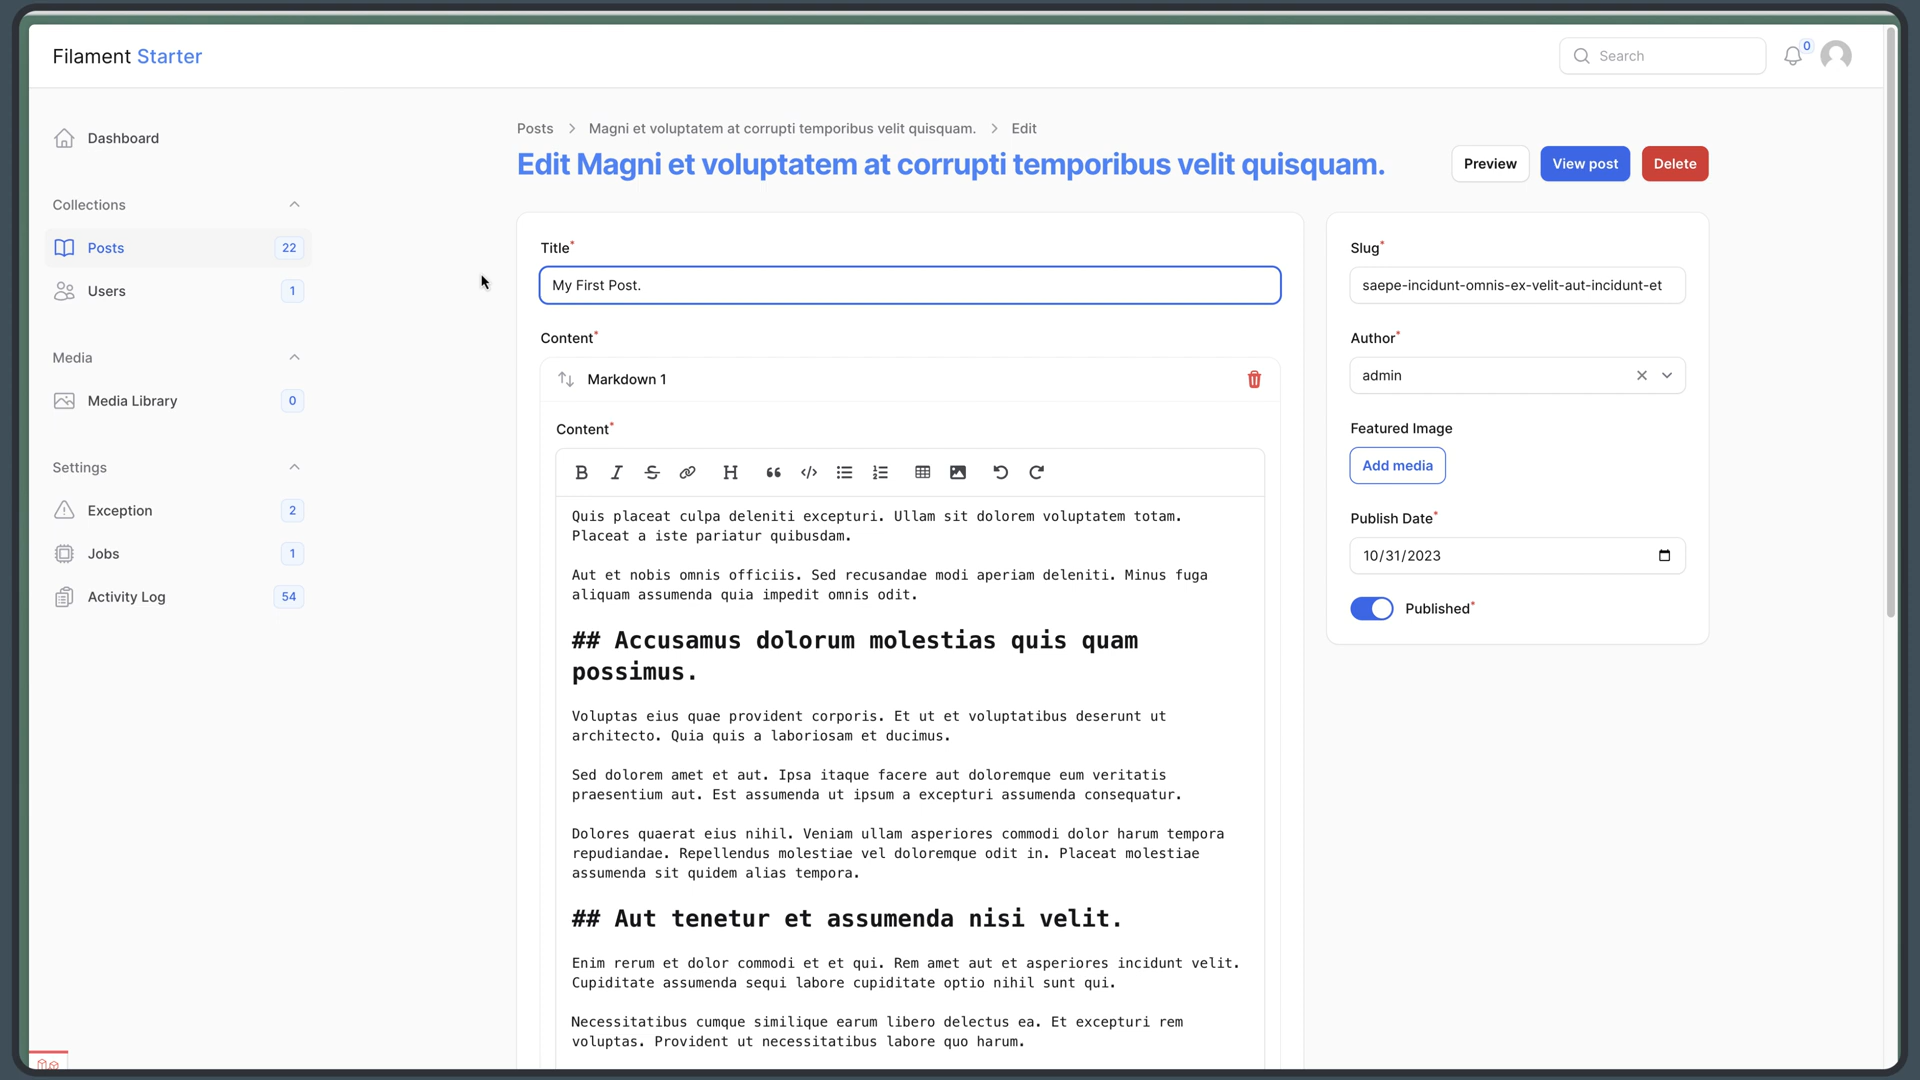 Filament Starter
Search
0
Dashboard
Collections
Posts 22
Users 1
Media
Media Library 0
Settings
Exception 2
Jobs 1
Activity Log 54
Posts > Magni et voluptatem at corrupti temporibus velit quisquam. > Edit
Edit Magni et voluptatem at corrupti temporibus velit quisquam.
Preview
View post
Delete
Title*
My First Post.
Content*
Markdown 1
Content*
Quis placeat culpa deleniti excepturi. Ullam sit dolorem voluptatem totam.
Placeat a iste pariatur quibusdam.
Aut et nobis omnis officiis. Sed recusandae modi aperiam deleniti. Minus fuga
aliquam assumenda quia impedit omnis odit.
## Accusamus dolorum molestias quis quam
possimus.
Voluptas eius quae provident corporis. Et ut et voluptatibus deserunt ut
architecto. Quia quis a laboriosam et ducimus.
Sed dolorem amet et aut. Ipsa itaque facere aut doloremque eum veritatis
praesentium aut. Est assumenda ut ipsum a excepturi assumenda consequatur.
Dolores quaerat eius nihil. Veniam ullam asperiores commodi dolor harum tempora
repudiandae. Repellendus molestiae vel doloremque odit in. Placeat molestiae
assumenda sit quidem alias tempora.
## Aut tenetur et assumenda nisi velit.
Enim rerum et dolor commodi et et qui. Rem amet aut et asperiores incidunt velit.
Cupiditate assumenda sequi labore cupiditate optio nihil sunt qui.
Necessitatibus cumque similique earum libero delectus ea. Et excepturi rem
voluptas. Provident ut necessitatibus labore quo harum.
Slug*
saepe-incidunt-omnis-ex-velit-aut-incidunt-et
Author*
admin
Featured Image
Add media
Publish Date*
10/31/2023
Published*